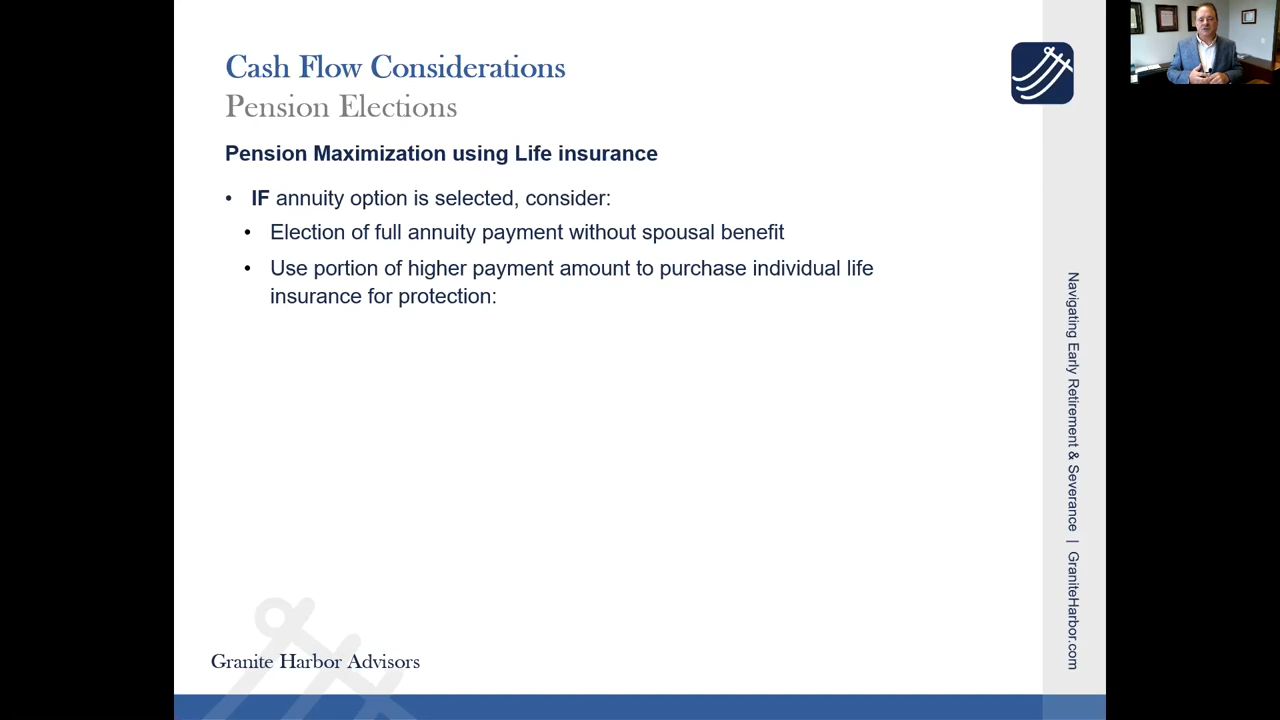 Cash Flow Considerations
Pension Elections
Pension Maximization using Life insurance
• IF annuity option is selected, consider:
• Election of full annuity payment without spousal benefit
• Use portion of higher payment amount to purchase individual life
insurance for protection:
Navigating Early Retirement & Severance | GraniteHarbor.com
Granite Harbor Advisors